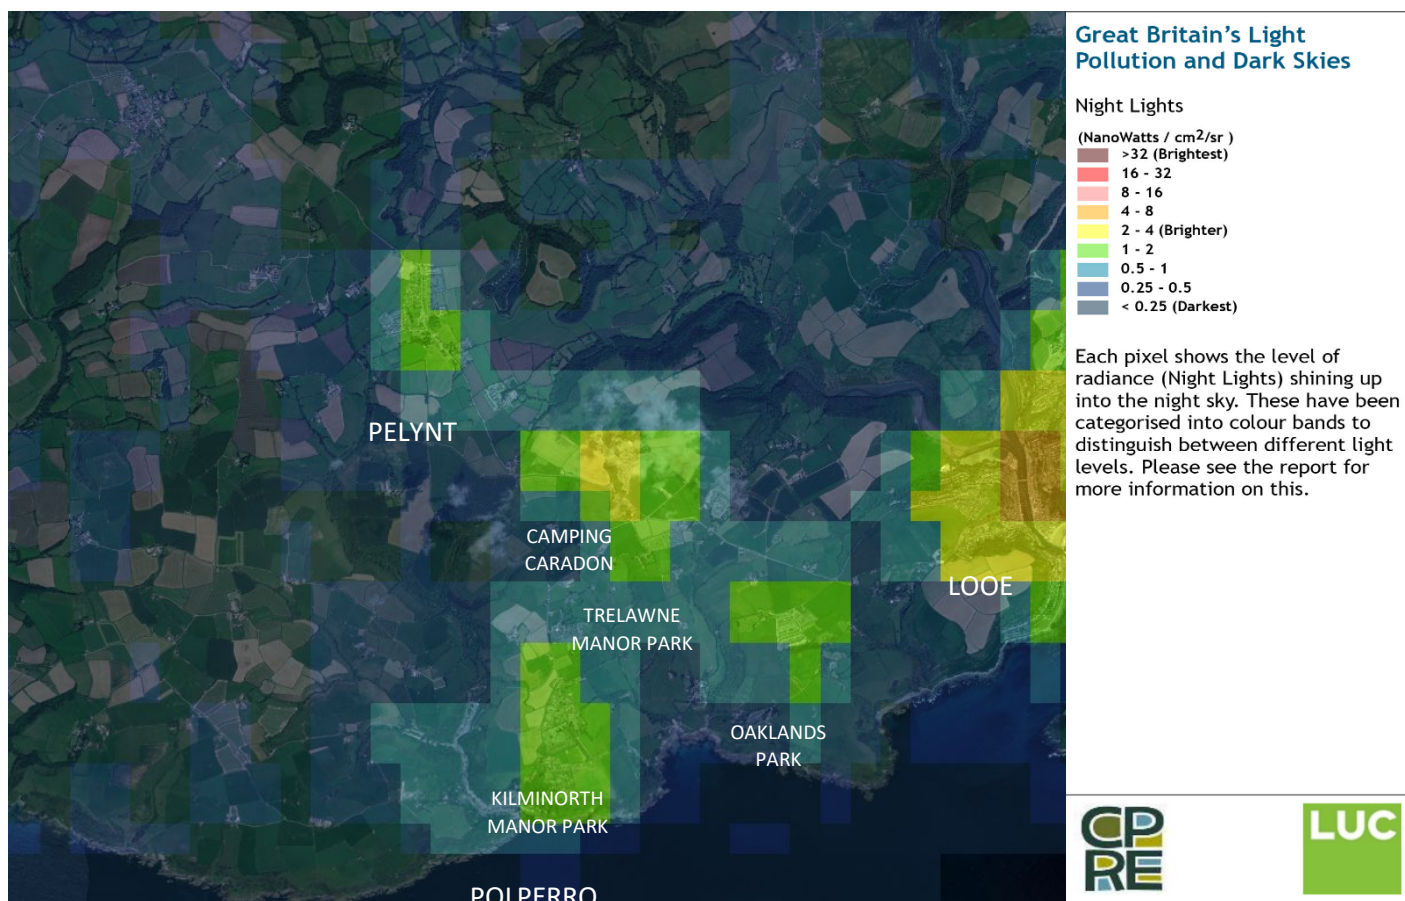 Great Britain’s Light
Pollution and Dark Skies
Night Lights
(NanoWatts / cm2/sr )
>32 (Brightest)
16 - 32
8 - 16
4 - 8
2 - 4 (Brighter)
1 - 2
0.5 - 1
0.25 - 0.5
< 0.25 (Darkest)
Each pixel shows the level of
radiance (Night Lights) shining up
into the night sky. These have been
categorised into colour bands to
distinguish between different light
levels. Please see the report for
more information on this.
PELYNT
CAMPING
CARADON
LOOE
TRELAWNE
MANOR PARK
OAKLANDS
PARK
KILMINORTH
MANOR PARK
POLPERRO
CP
RE
LUC